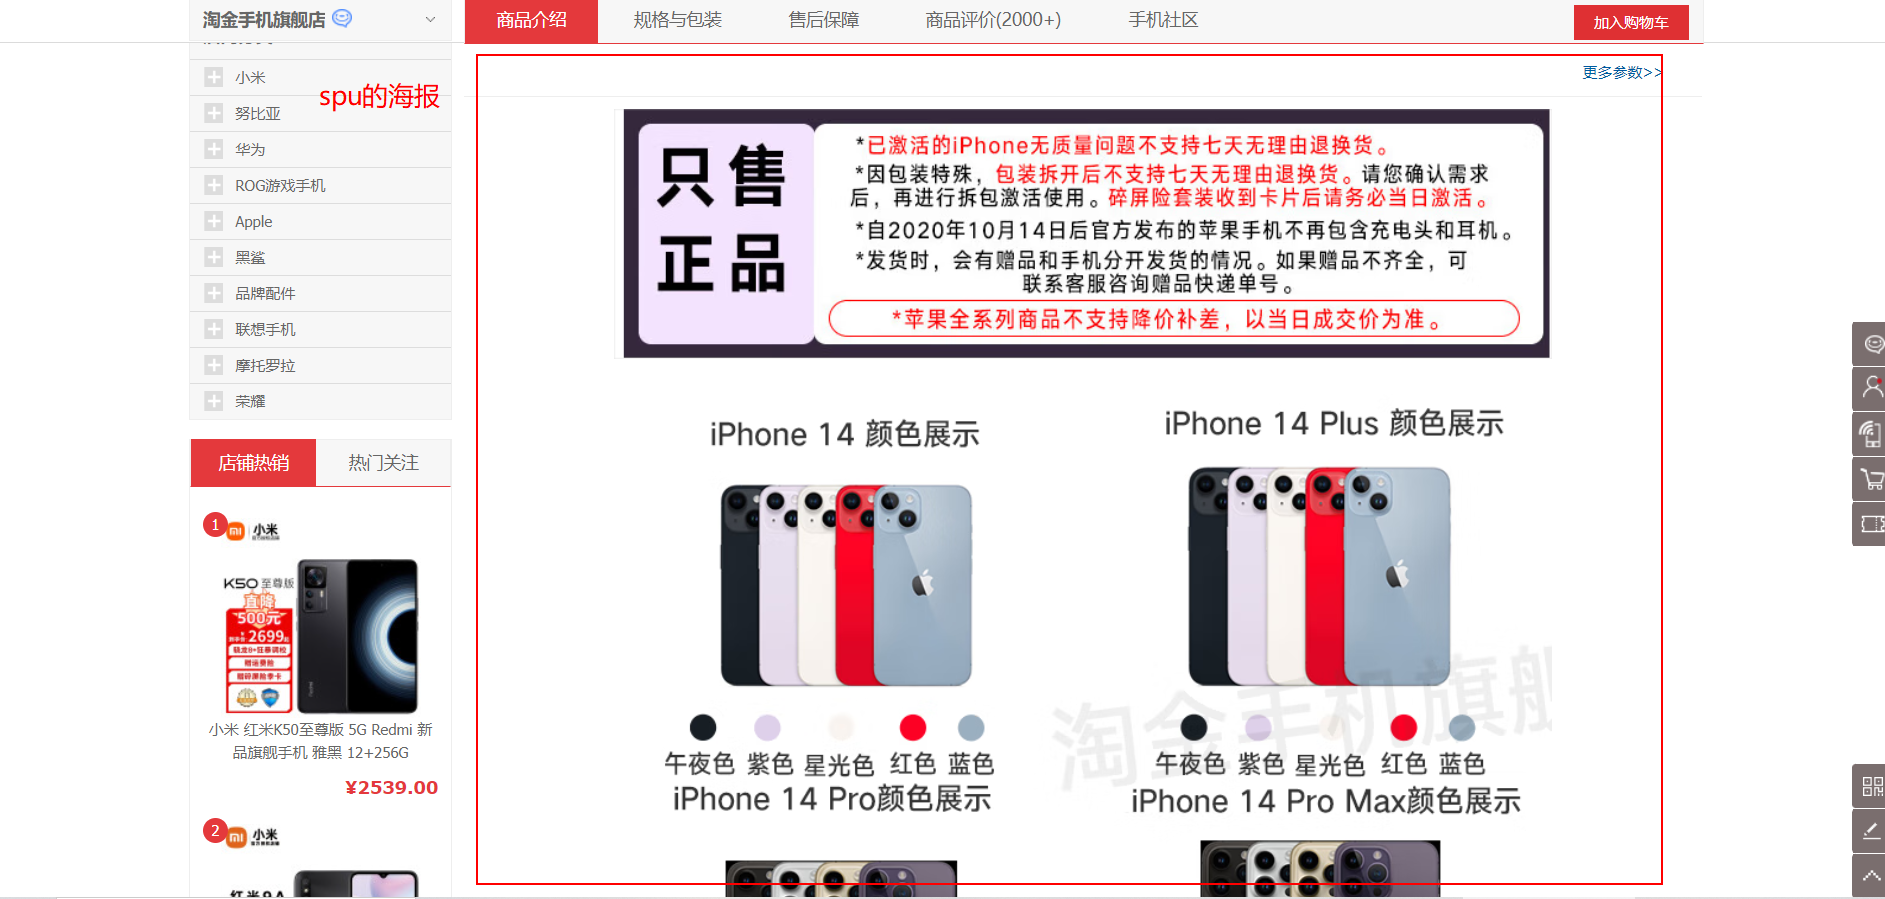 淘金手机旗舰店
商品介绍
规格与包装
售后保障
商品评价(2000+)
手机社区
加入购物车
小米
努比亚
华为
ROG游戏手机
Apple
黑鲨
品牌配件
联想手机
摩托罗拉
荣耀
spu的海报
更多参数>>
只售
正品
*已激活的iPhone无质量问题不支持七天无理由退换货。
*因包装特殊，包装拆开后不支持七天无理由退换货。请您确认需求
后，再进行拆包激活使用。碎屏险套装收到卡片后请务必当日激活。
*自2020年10月14日后官方发布的苹果手机不再包含充电头和耳机。
*发货时，会有赠品和手机分开发货的情况。如果赠品不齐全，可
联系客服咨询赠品快递单号。
*苹果全系列商品不支持降价补差，以当日成交价为准。
iPhone 14 颜色展示
iPhone 14 Plus 颜色展示
午夜色 紫色 星光色 红色 蓝色
午夜色 紫色 星光色 红色 蓝色
iPhone 14 Pro颜色展示
iPhone 14 Pro Max颜色展示
淘金手机旗舰
店铺热销
热门关注
1
小米
K50 至尊版
直降
500元
2699起
小米 红米K50至尊版 5G Redmi 新
品旗舰手机 雅黑 12+256G
¥2539.00
2
小米